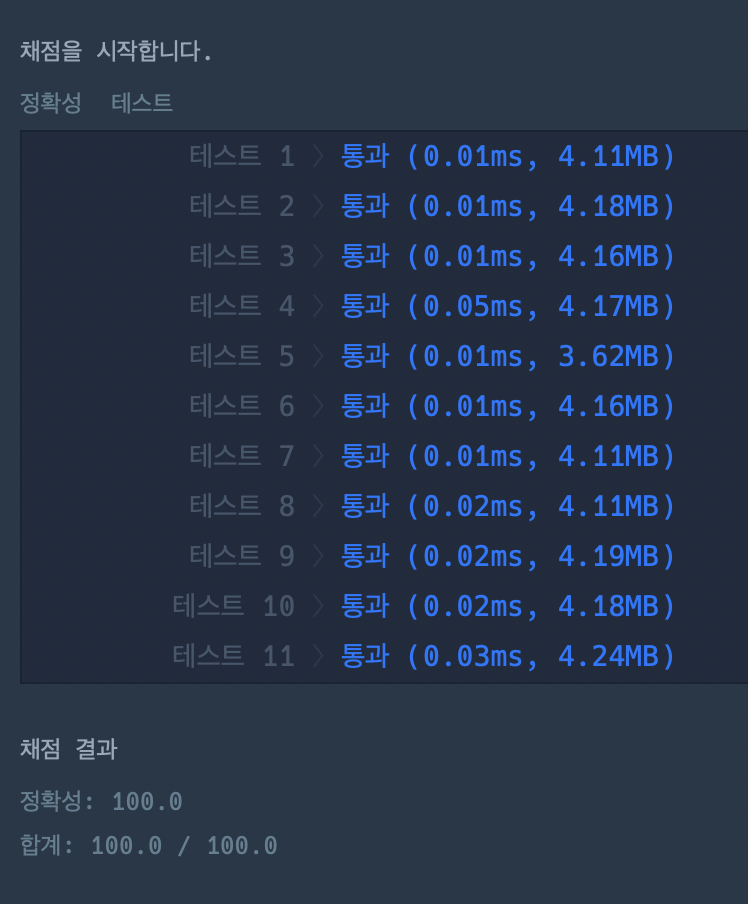 채점을 시작합니다.
정확성 테스트
테스트 1 〉 통과 (0.01ms, 4.11MB)
테스트 2 〉 통과 (0.01ms, 4.18MB)
테스트 3 〉 통과 (0.01ms, 4.16MB)
테스트 4 〉 통과 (0.05ms, 4.17MB)
테스트 5 〉 통과 (0.01ms, 3.62MB)
테스트 6 〉 통과 (0.01ms, 4.16MB)
테스트 7 〉 통과 (0.01ms, 4.11MB)
테스트 8 〉 통과 (0.02ms, 4.11MB)
테스트 9 〉 통과 (0.02ms, 4.19MB)
테스트 10 〉 통과 (0.02ms, 4.18MB)
테스트 11 〉 통과 (0.03ms, 4.24MB)
채점 결과
정확성: 100.0
합계: 100.0 / 100.0